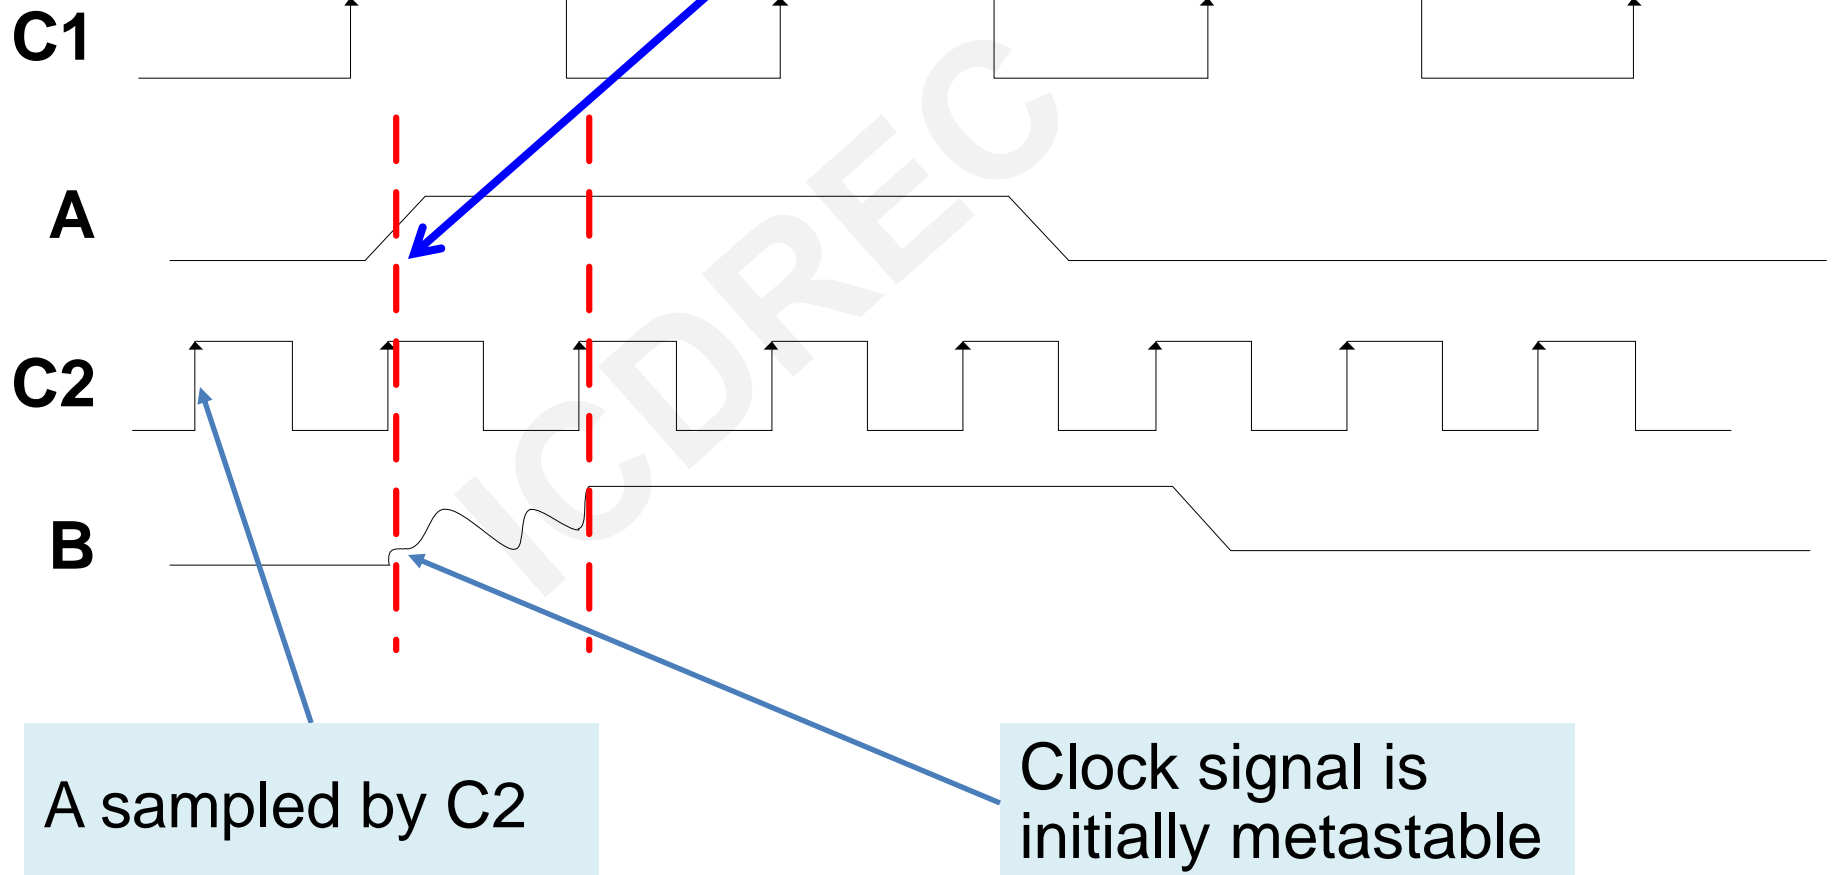 C1
A
C2
B
ICDREC
A sampled by C2
Clock signal is
initially metastable